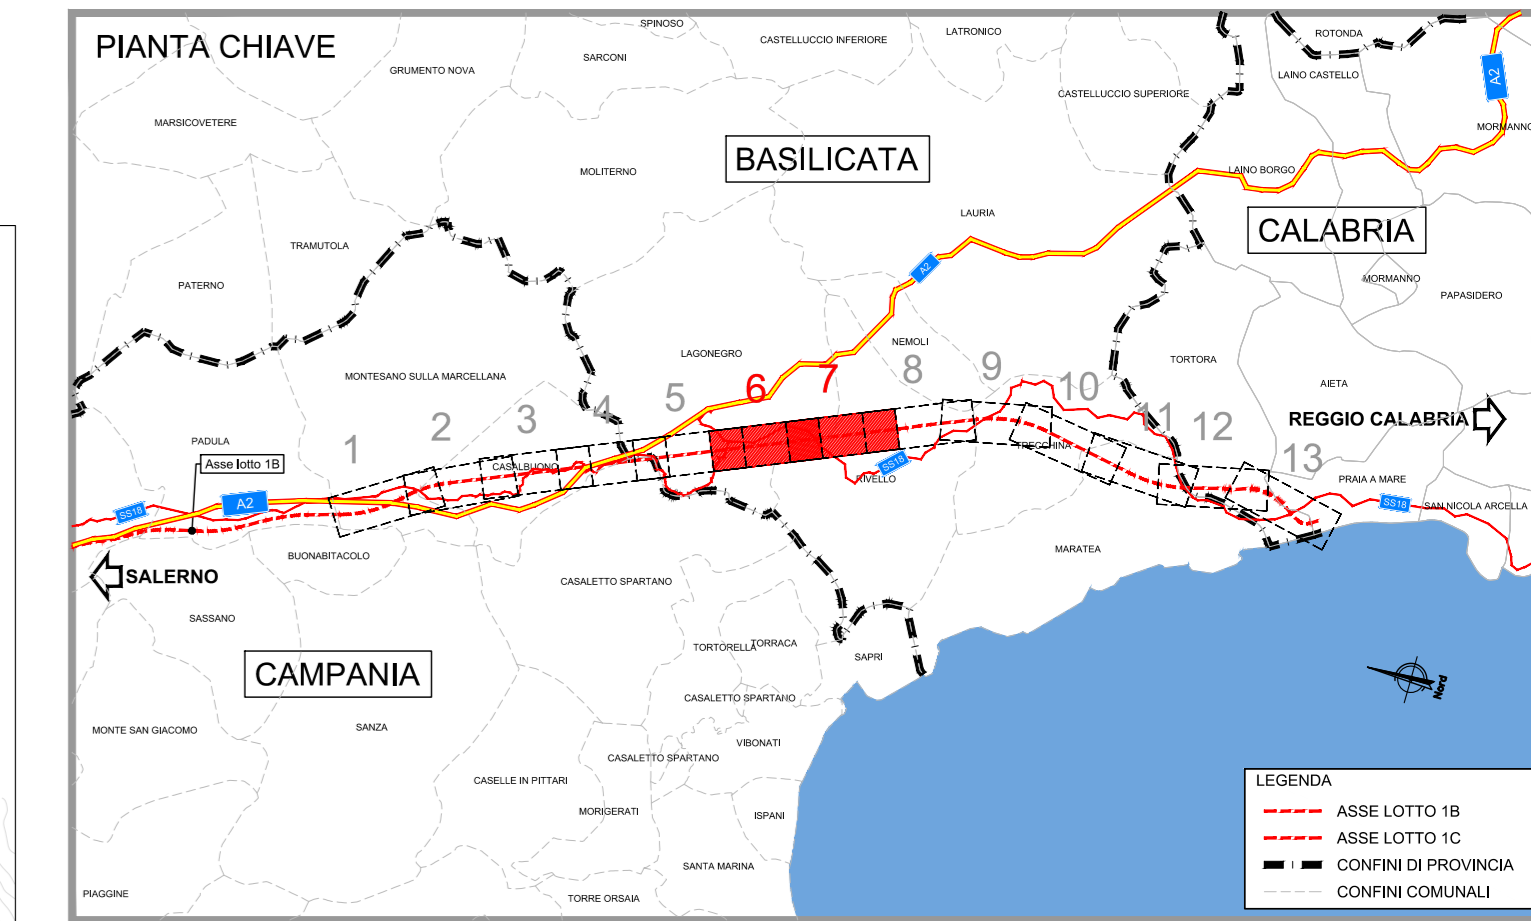 PIANTA CHIAVE
SPINOSO
CASTELLUCCIO INFERIORE
LATRONICO
ROTONDA
SARCONI
GRUMENTO NOVA
LAINO CASTELLO
A2
CASTELLUCCIO SUPERIORE
MARSICOVETERE
MORMANNO
BASILICATA
MOLITERNO
LAINO BORGO
LAURIA
CALABRIA
TRAMUTOLA
A2
MORMANNO
PATERNO
PAPASIDERO
NEMOLI
LAGONEGRO
TORTORA
MONTESANO SULLA MARCELLANA
AIETA
1
2
3
4
5
6
7
8
9
10
11
12
13
REGGIO CALABRIA
PADULA
Asse lotto 1B
CASALBUONO
TRECCHINA
SS18
RIVELLO
PRAIA A MARE
SS18
SAN NICOLA ARCELLA
SS18
A2
BUONABITACOLO
MARATEA
SALERNO
CASALETTO SPARTANO
SASSANO
TORTORELLA
TORRACA
SAPRI
CAMPANIA
Nord
CASALETTO SPARTANO
MONTE SAN GIACOMO
SANZA
VIBONATI
CASALETTO SPARTANO
CASELLE IN PITTARI
MORIGERATI
ISPANI
SANTA MARINA
PIAGGINE
TORRE ORSAIA
LEGENDA
ASSE LOTTO 1B
ASSE LOTTO 1C
CONFINI DI PROVINCIA
CONFINI COMUNALI